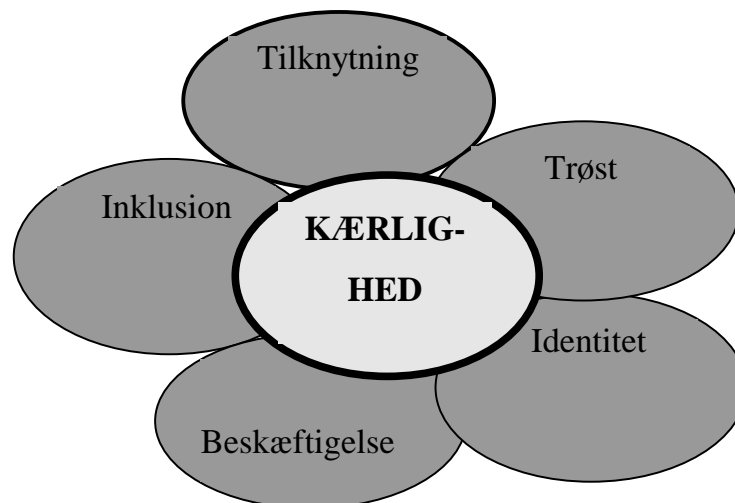 Tilknytning
Trøst
Inklusion
KÆRLIG-
HED
Identitet
Beskæftigelse